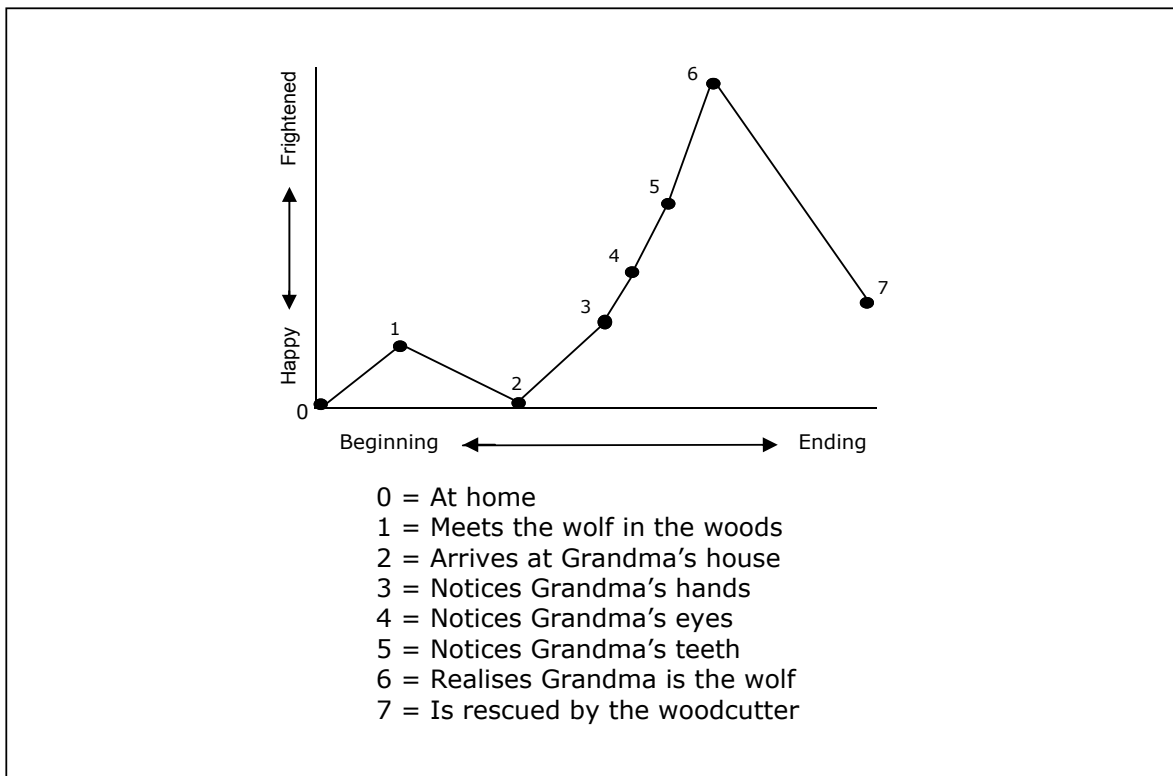 Frightened
Happy
6
5
4
3
7
1
2
0
Beginning
Ending
0 = At home
1 = Meets the wolf in the woods
2 = Arrives at Grandma’s house
3 = Notices Grandma’s hands
4 = Notices Grandma’s eyes
5 = Notices Grandma’s teeth
6 = Realises Grandma is the wolf
7 = Is rescued by the woodcutter